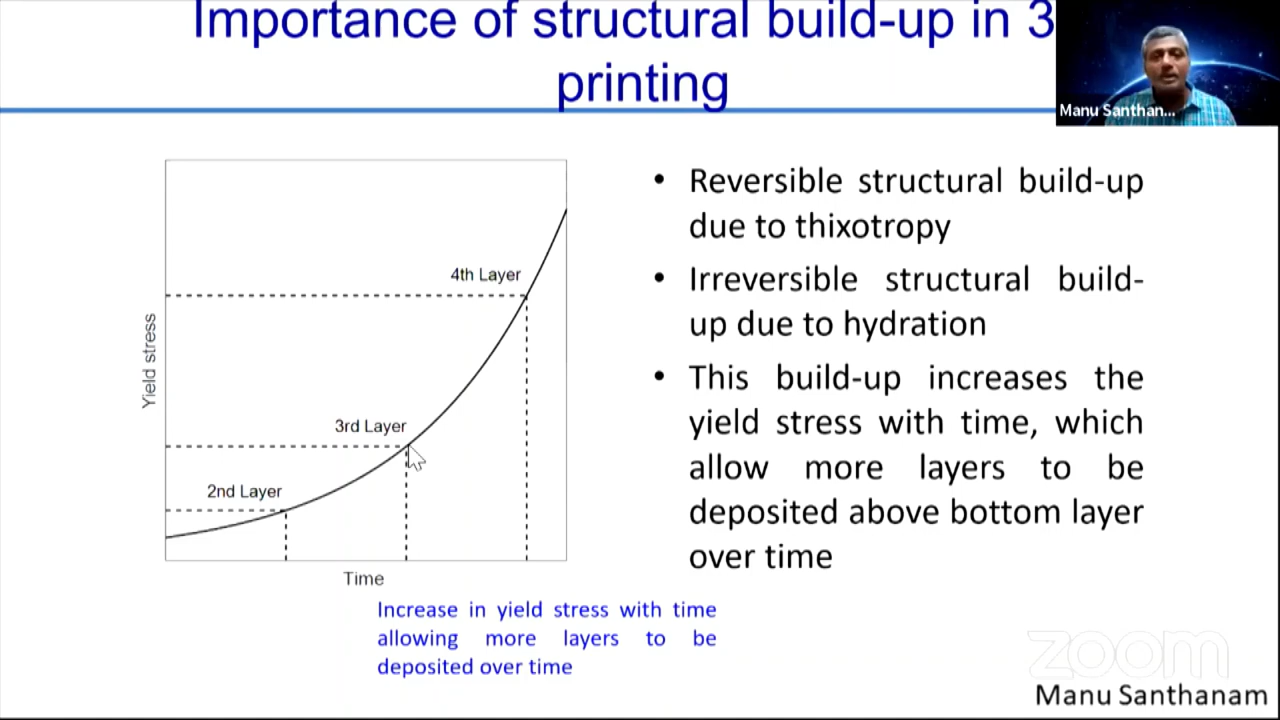 Importance of structural build-up in 3
printing
Manu Santhan...
4th Layer
3rd Layer
2nd Layer
Yield stress
Time
Increase in yield stress with time
allowing more layers to be
deposited over time
• Reversible structural build-up
due to thixotropy
• Irreversible structural build-
up due to hydration
• This build-up increases the
yield stress with time, which
allow more layers to be
deposited above bottom layer
over time
zoom
Manu Santhanam